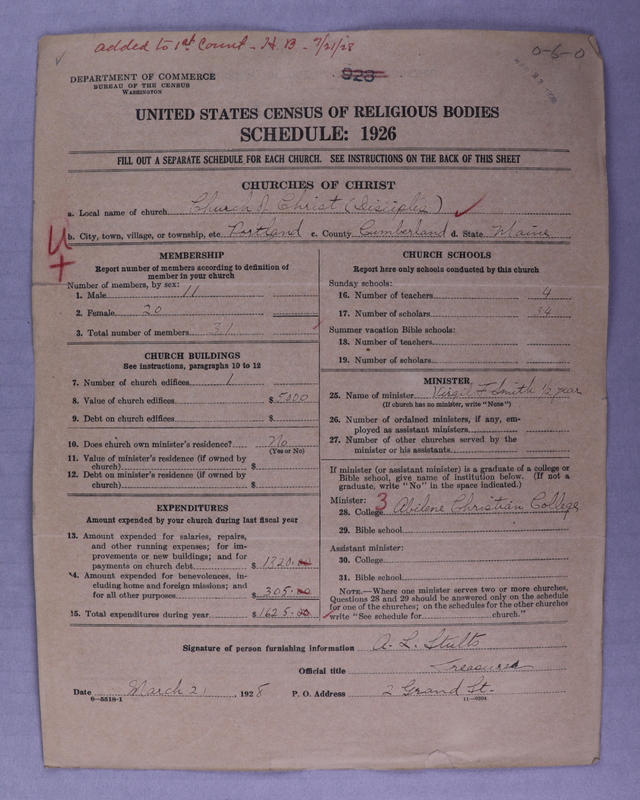 added to 1st Count - H.B - 7/21/28
0-6-0
DEPARTMENT OF COMMERCE
BUREAU OF THE CENSUS
WASHINGTON
923
UNITED STATES CENSUS OF RELIGIOUS BODIES
SCHEDULE: 1926
FILL OUT A SEPARATE SCHEDULE FOR EACH CHURCH. SEE INSTRUCTIONS ON THE BACK OF THIS SHEET
CHURCHES OF CHRIST
a. Local name of church Church of Christ (Disciples)
b. City, town, village, or township, etc. Portland c. County Cumberland d. State Maine
U
MEMBERSHIP
Report number of members according to definition of
member in your church
Number of members, by sex:
1. Male 11
2. Female 20
3. Total number of members 31
CHURCH BUILDINGS
See instructions, paragraphs 10 to 12
7. Number of church edifices 1
8. Value of church edifices $ 5000
9. Debt on church edifices $
10. Does church own minister's residence? No
(Yes or No)
11. Value of minister's residence (if owned by
church) $
12. Debt on minister's residence (if owned by
church) $
EXPENDITURES
Amount expended by your church during last fiscal year
13. Amount expended for salaries, repairs,
and other running expenses; for im-
provements or new buildings; and for
payments on church debt $ 1320.00
14. Amount expended for benevolences, in-
cluding home and foreign missions; and
for all other purposes $ 305.00
15. Total expenditures during year $ 1625.00
CHURCH SCHOOLS
Report here only schools conducted by this church
Sunday schools:
16. Number of teachers 4
17. Number of scholars 34
Summer vacation Bible schools:
18. Number of teachers
19. Number of scholars
MINISTER
25. Name of minister Virgil F Smith 1/2 year
(If church has no minister, write "None")
26. Number of ordained ministers, if any, em-
ployed as assistant ministers
27. Number of other churches served by the
minister or his assistants
If minister (or assistant minister) is a graduate of a college or
Bible school, give name of institution below. (If not a
graduate, write "No" in the space indicated.)
Minister:
28. College 3 Abilene Christian College
29. Bible school
Assistant minister:
30. College
31. Bible school
NOTE.—Where one minister serves two or more churches,
Questions 28 and 29 should be answered only on the schedule
for one of the churches; on the schedules for the other churches
write "See schedule for church."
Signature of person furnishing information A. L. Stults
Official title Treasurer
Date March 2, 1928 P. O. Address 2 Grand St.
6-5518-1 11-9204